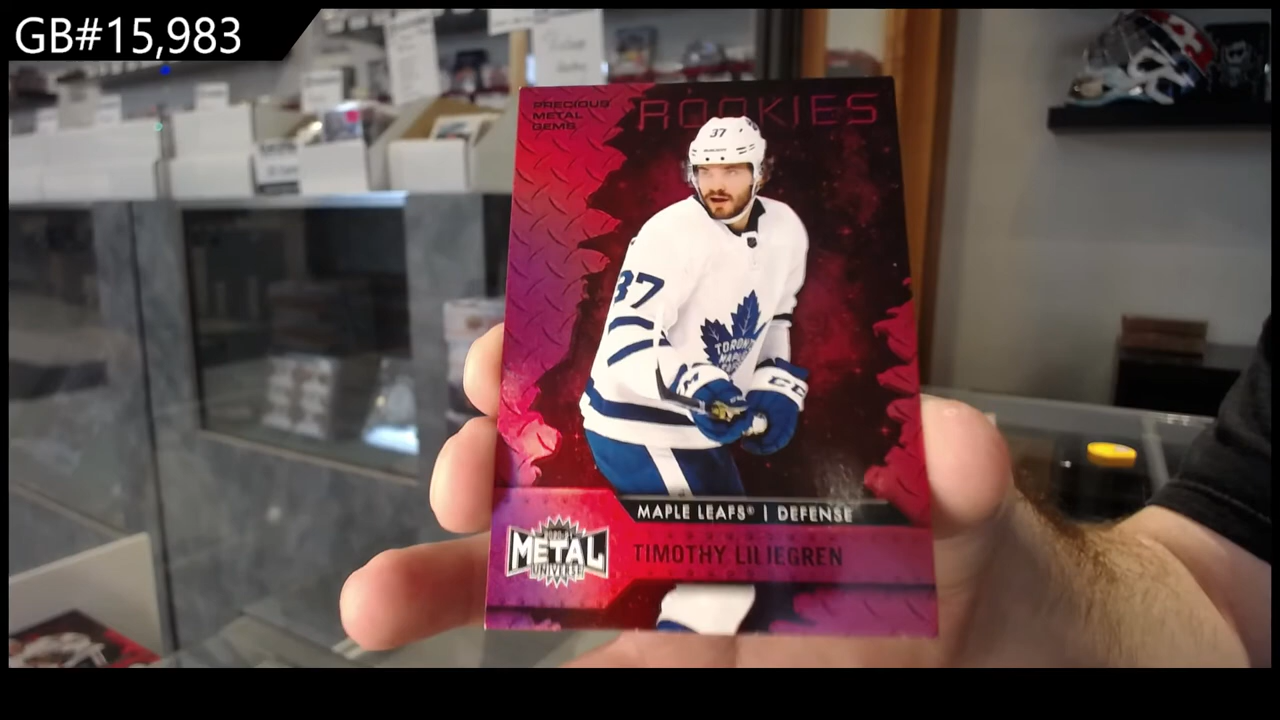 GB#15,983
PRECIOUS
METAL
GEMS
ROOKIES
37
37
TORONTO
MAPLE
LEAFS
CCM
MAPLE LEAFS® | DEFENSE
METAL
UNIVERSE
TIMOTHY LILJEGREN